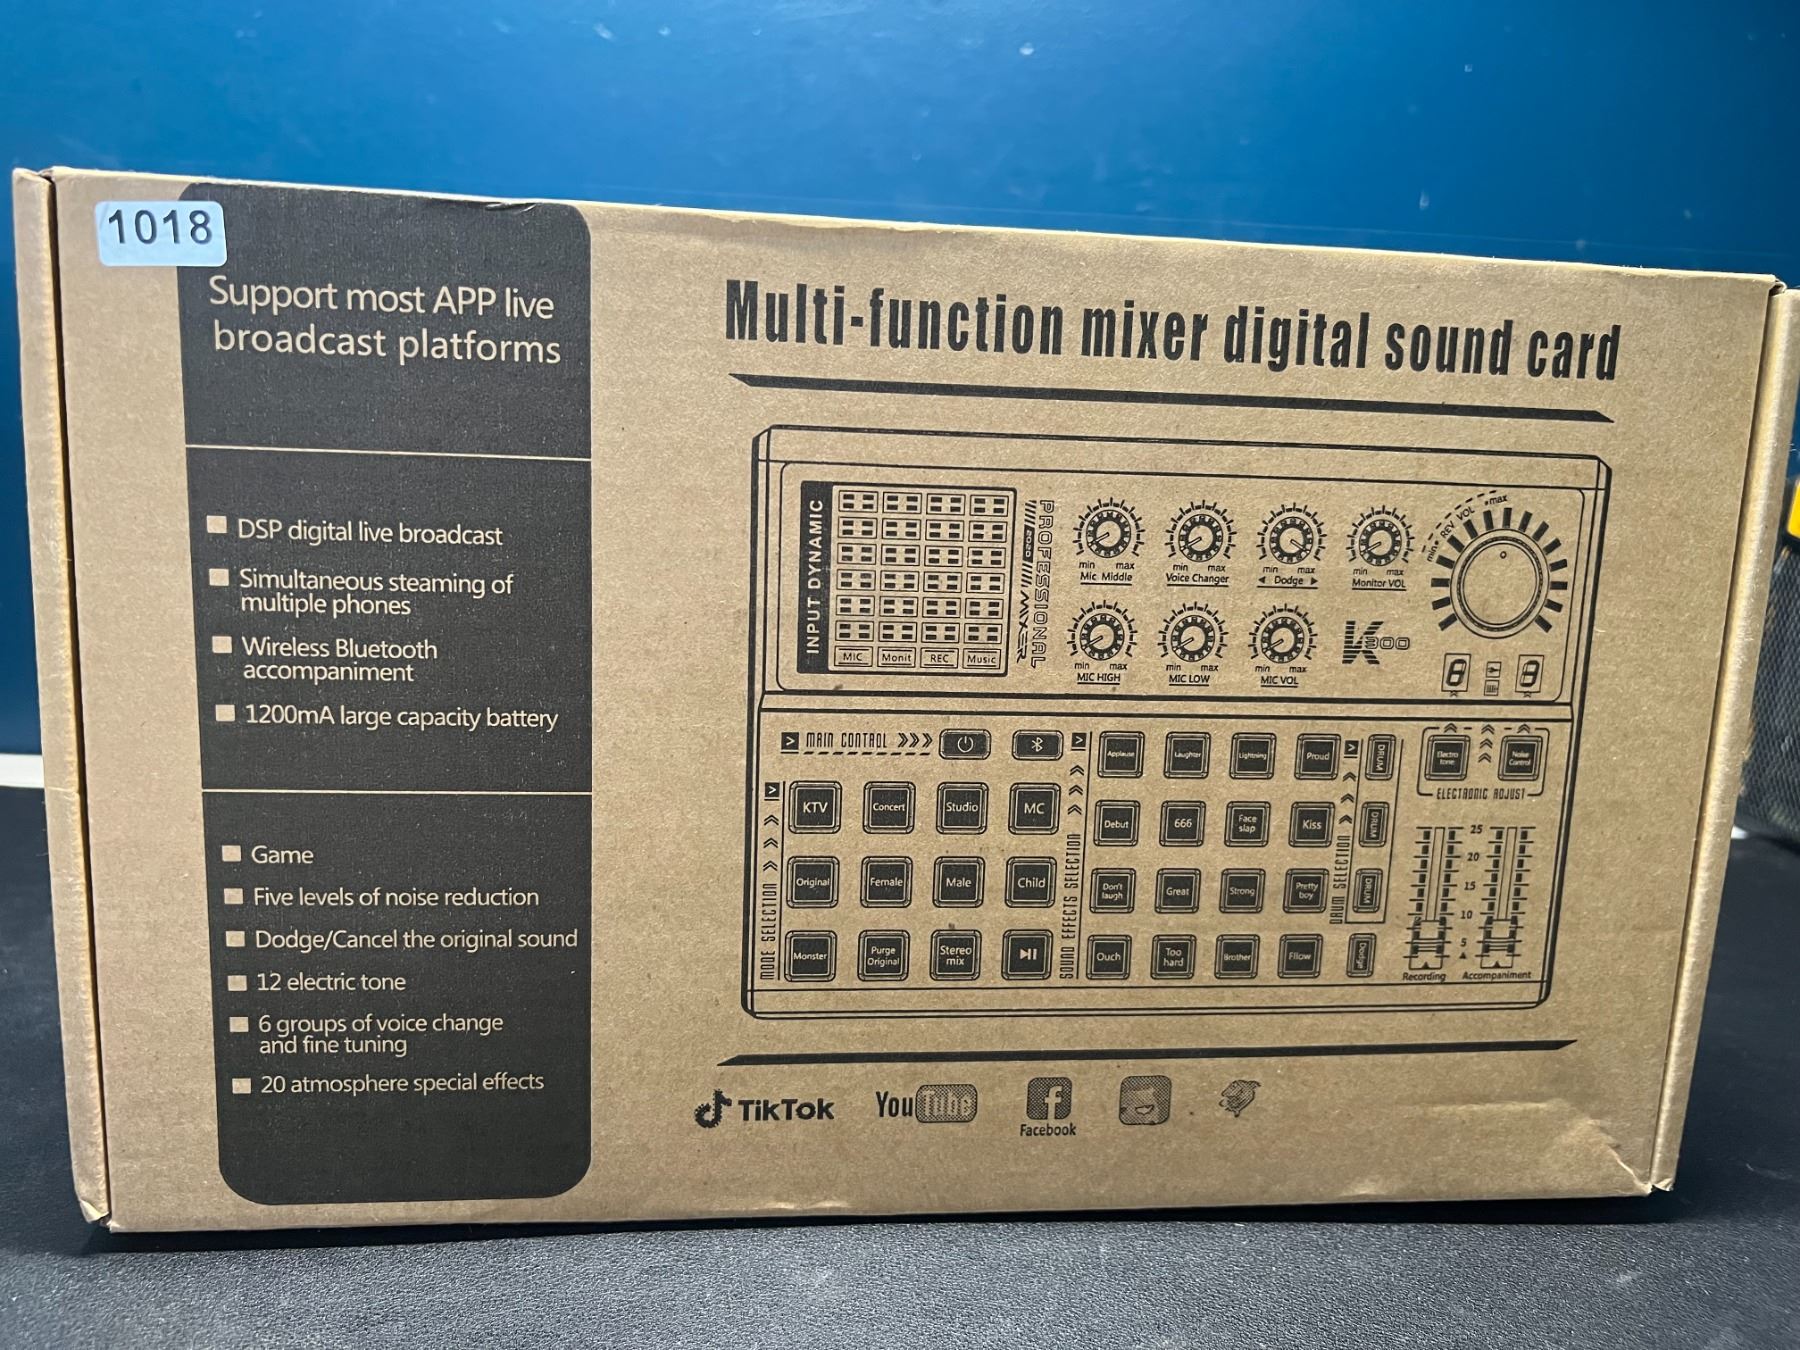 1018
Support most APP live
broadcast platforms
DSP digital live broadcast
Simultaneous steaming of
multiple phones
Wireless Bluetooth
accompaniment
1200mA large capacity battery
Game
Five levels of noise reduction
Dodge/Cancel the original sound
12 electric tone
6 groups of voice change
and fine tuning
20 atmosphere special effects
Multi-function mixer digital sound card
INPUT DYNAMIC
MIC Monit REC Music
PROFESSIONAL
2020 MIXER
min max
Mic Middle
min max
Voice Changer
min max
◄ Dodge ►
min max
Monitor VOL
min REV VOL max
min max
MIC HIGH
min max
MIC LOW
min max
MIC VOL
K300
8 8
MAIN CONTROL >>>
MODE SELECTION
KTV Concert Studio MC
Original Female Male Child
Monster
Purge
Original
Stereo
mix
SOUND EFFECTS SELECTION
Applause Laughter Lightning Proud
Debut 666
Face
slap
Kiss
Don't
laugh
Great Strong
Pretty
boy
Ouch
Too
hard
Brother Fllow
DRUM SELECTION
DRUM
DRUM
DRUM
Dodge
Electro
tone
Noise
Control
ELECTRONIC ADJUST
25
20
15
10
5
Recording Accompaniment
TikTok
YouTube
Facebook